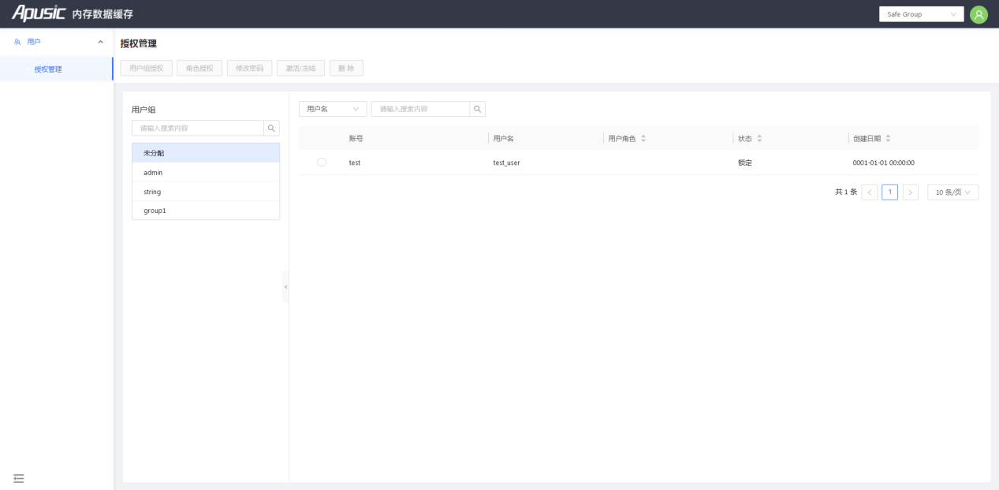 Apusic 内存数据缓存
Safe Group
用户
授权管理
授权管理
用户组授权 角色授权 修改密码 激活/冻结 删 除
用户组
请输入搜索内容
未分配
admin
string
group1
用户名 请输入搜索内容
账号 用户名 用户角色 状态 创建日期
test test_user 锁定 0001-01-01 00:00:00
共 1 条 1 10 条/页